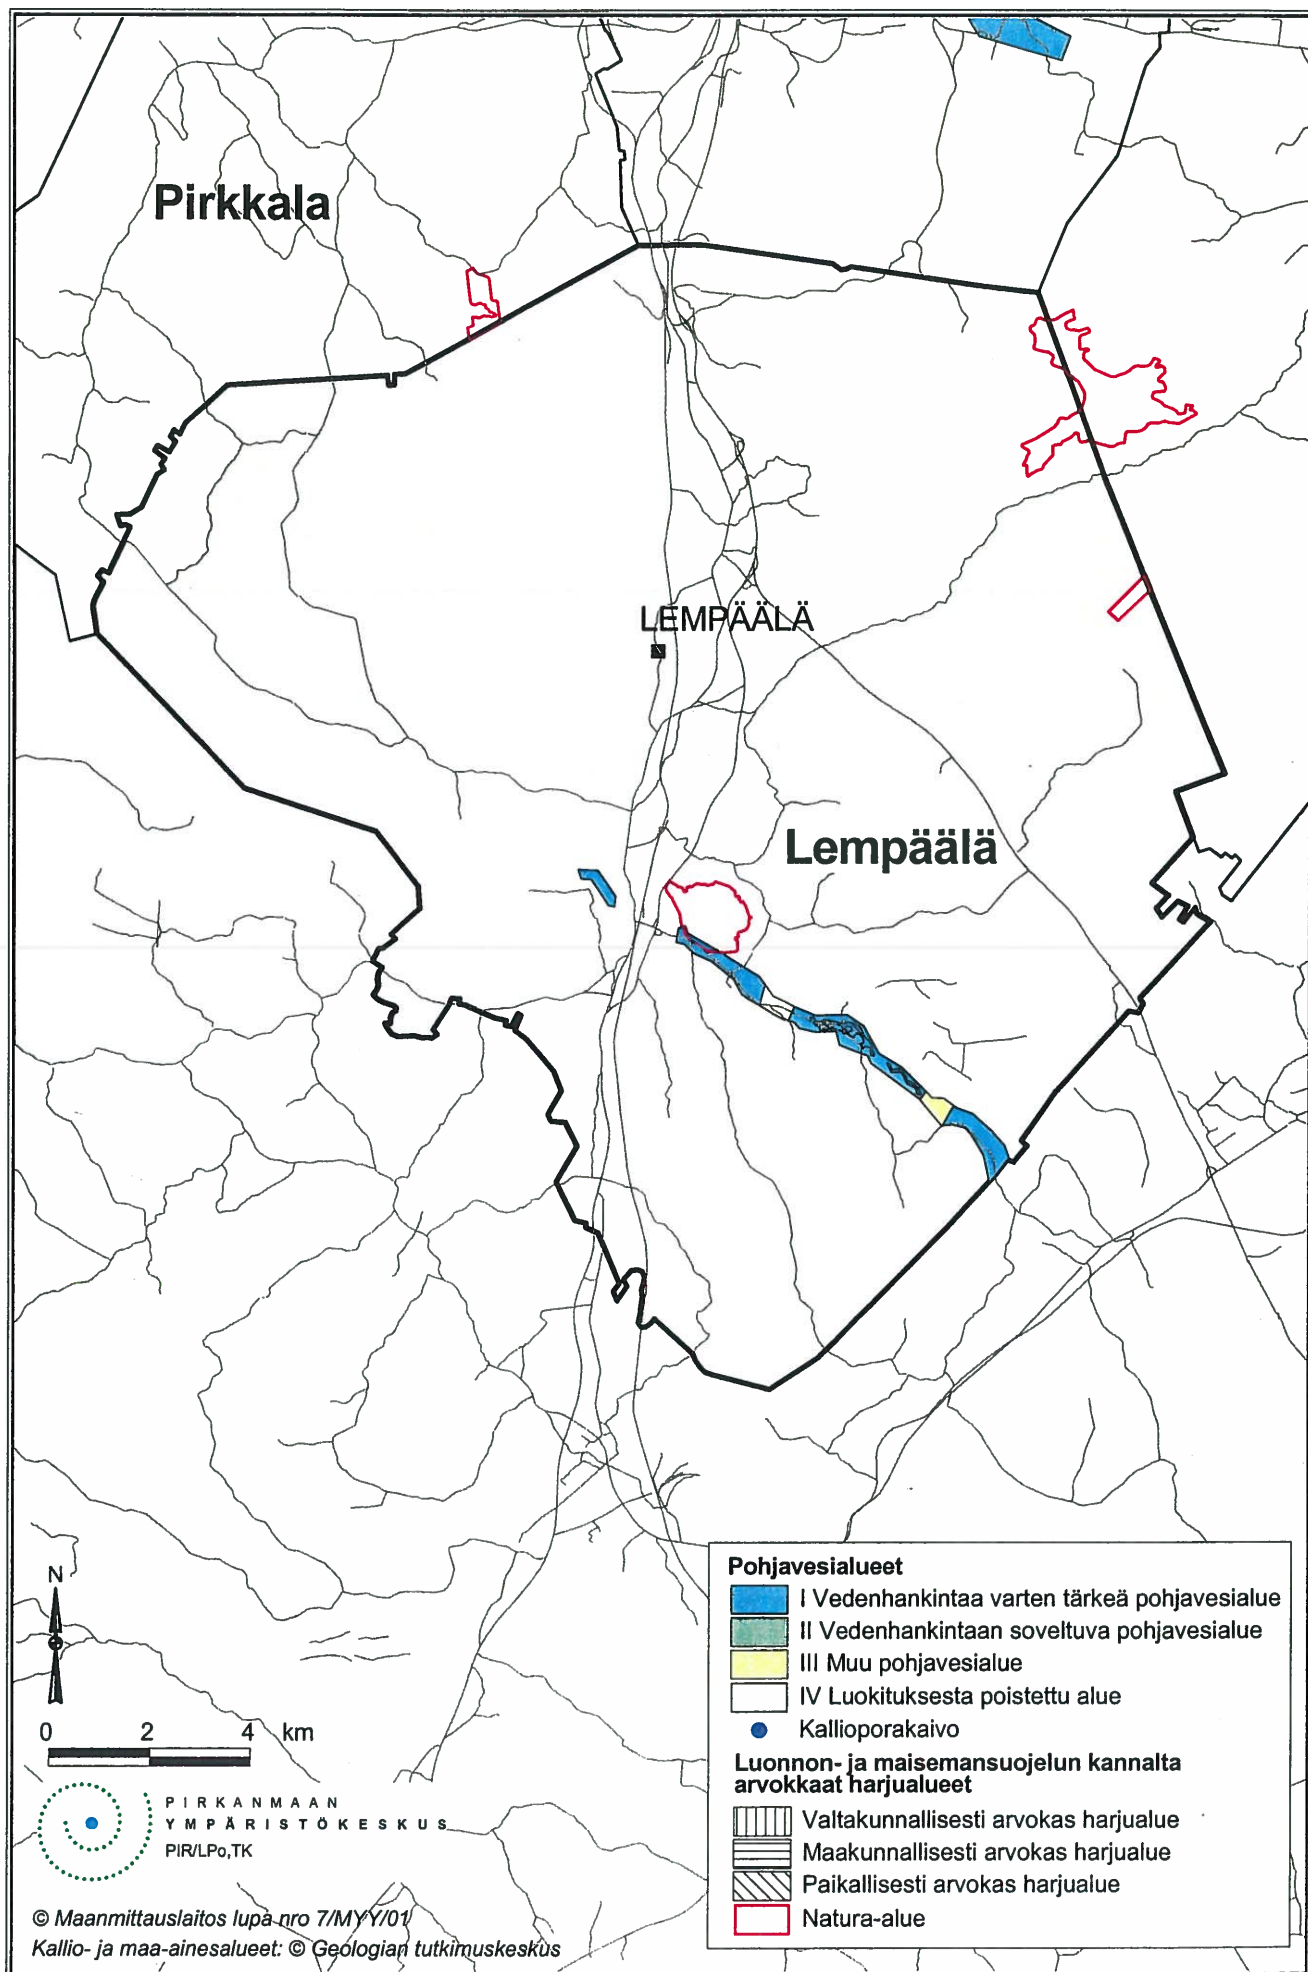 Pirkkala
LEMPÄÄLÄ
Lempäälä
N
0 2 4 km
PIRKANMAAN
YMPÄRISTÖKESKUS
PIR/LPo,TK
© Maanmittauslaitos lupa nro 7/MYY/01
Kallio- ja maa-ainesalueet: © Geologian tutkimuskeskus
Pohjavesialueet
I Vedenhankintaa varten tärkeä pohjavesialue
II Vedenhankintaan soveltuva pohjavesialue
III Muu pohjavesialue
IV Luokituksesta poistettu alue
Kallioporakaivo
Luonnon- ja maisemansuojelun kannalta
arvokkaat harjualueet
Valtakunnallisesti arvokas harjualue
Maakunnallisesti arvokas harjualue
Paikallisesti arvokas harjualue
Natura-alue